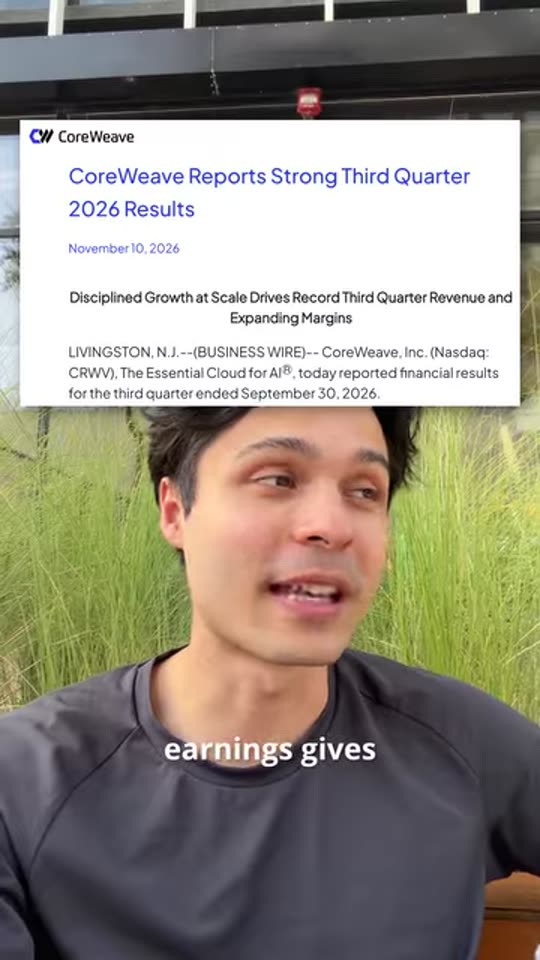 CoreWeave
CoreWeave Reports Strong Third Quarter
2026 Results
November 10, 2026
Disciplined Growth at Scale Drives Record Third Quarter Revenue and
Expanding Margins
LIVINGSTON, N.J.--(BUSINESS WIRE)-- CoreWeave, Inc. (Nasdaq:
CRWV), The Essential Cloud for AI®, today reported financial results
for the third quarter ended September 30, 2026.
earnings gives